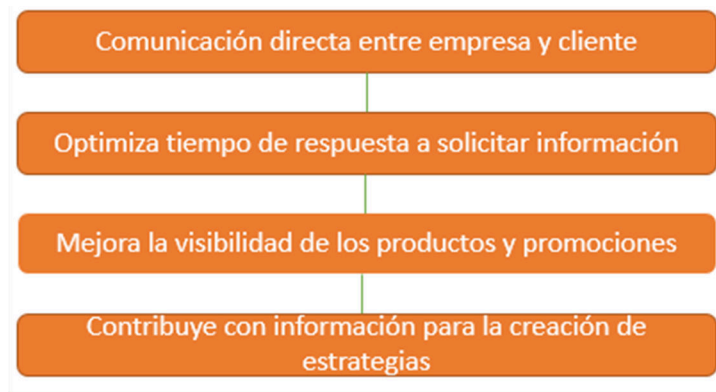 Comunicación directa entre empresa y cliente
Optimiza tiempo de respuesta a solicitar información
Mejora la visibilidad de los productos y promociones
Contribuye con información para la creación de
estrategias